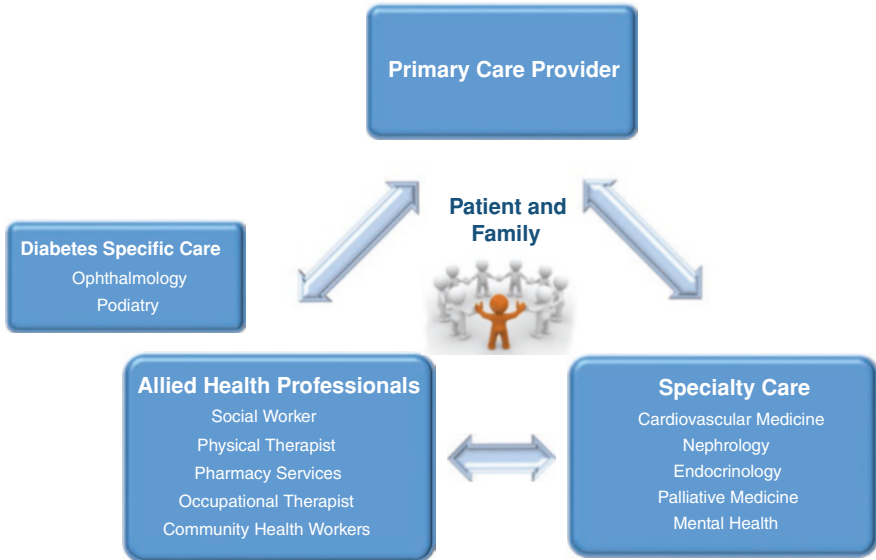 Primary Care Provider
Patient and
Family
Diabetes Specific Care
Ophthalmology
Podiatry
Allied Health Professionals
Social Worker
Physical Therapist
Pharmacy Services
Occupational Therapist
Community Health Workers
Specialty Care
Cardiovascular Medicine
Nephrology
Endocrinology
Palliative Medicine
Mental Health